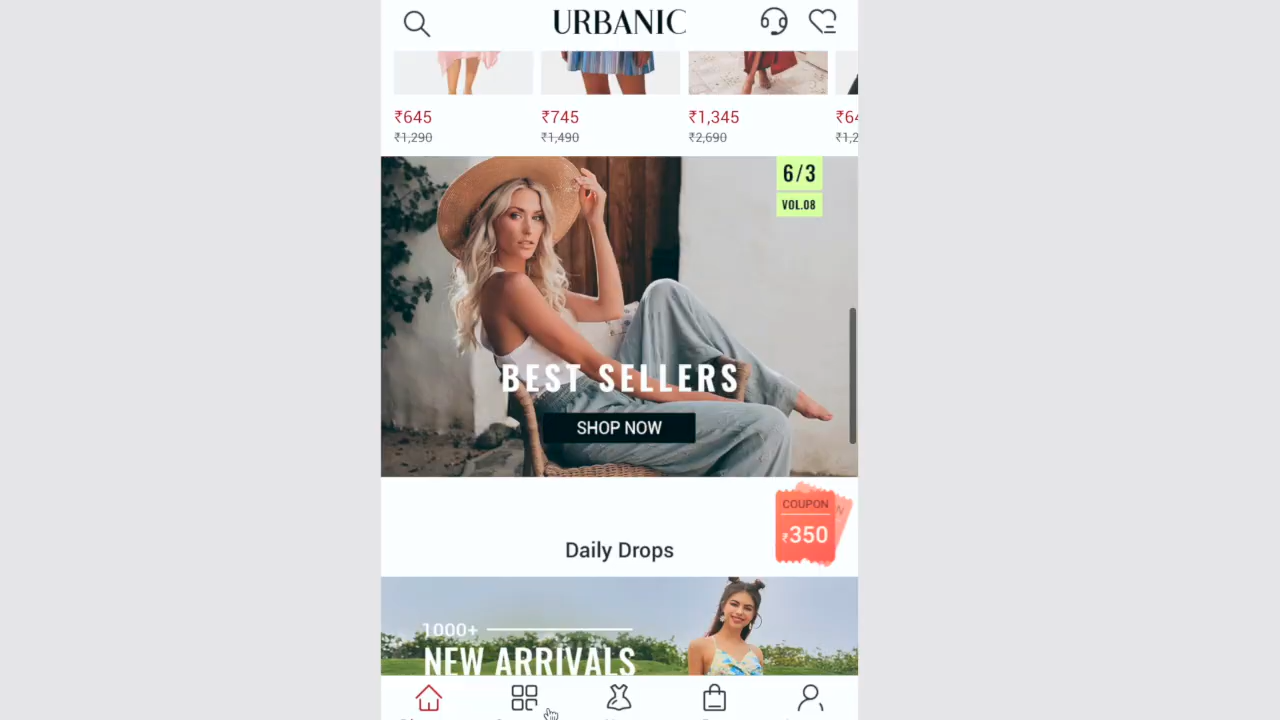 URBANIC
₹645
₹745
₹1,345
₹1,290
₹1,490
₹2,690
6/3
VOL.08
BEST SELLERS
SHOP NOW
COUPON
₹350
Daily Drops
1000+
NEW ARRIVALS